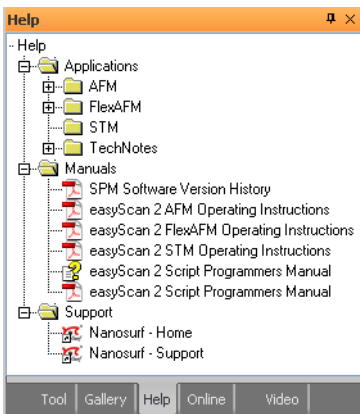 Help
Help
Applications
AFM
FlexAFM
STM
TechNotes
Manuals
SPM Software Version History
easyScan 2 AFM Operating Instructions
easyScan 2 FlexAFM Operating Instructions
easyScan 2 STM Operating Instructions
easyScan 2 Script Programmers Manual
easyScan 2 Script Programmers Manual
Support
Nanosurf - Home
Nanosurf - Support
Tool Gallery Help Online Video